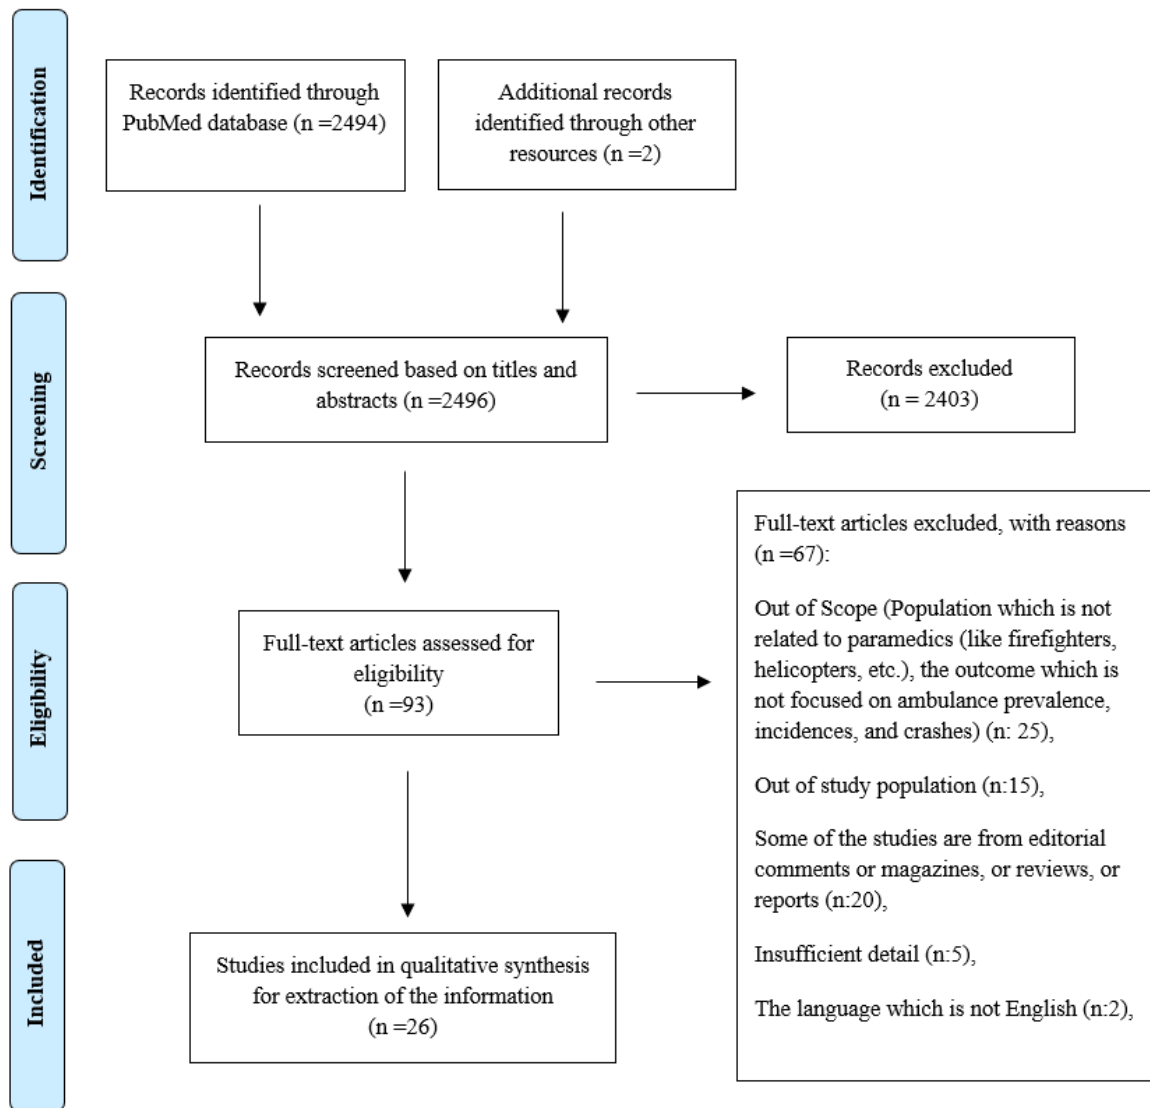 Identification
Records identified through
PubMed database (n =2494)
Additional records
identified through other
resources (n =2)
Screening
Records screened based on titles and
abstracts (n =2496)
Records excluded
(n = 2403)
Eligibility
Full-text articles assessed for
eligibility
(n =93)
Full-text articles excluded, with reasons
(n =67):
Out of Scope (Population which is not
related to paramedics (like firefighters,
helicopters, etc.), the outcome which is
not focused on ambulance prevalence,
incidences, and crashes) (n: 25),
Out of study population (n:15),
Some of the studies are from editorial
comments or magazines, or reviews, or
reports (n:20),
Insufficient detail (n:5),
The language which is not English (n:2),
Included
Studies included in qualitative synthesis
for extraction of the information
(n =26)